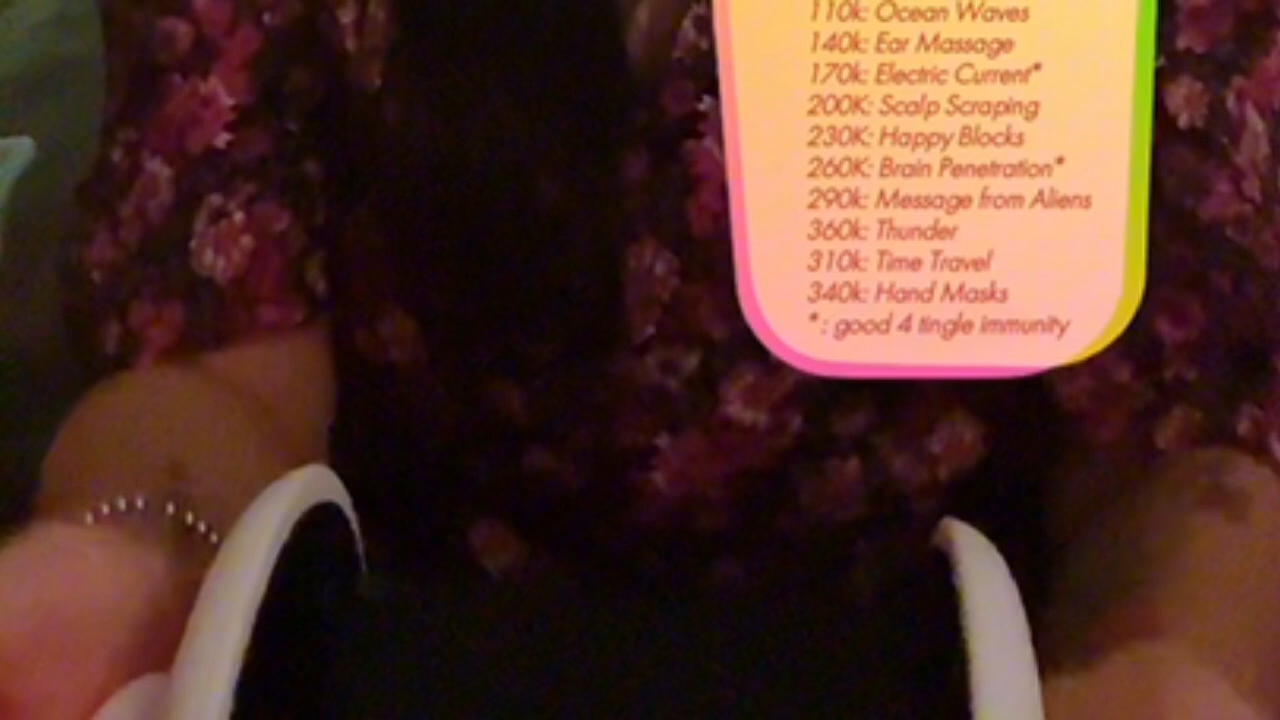 110k: Ocean Waves
140k: Ear Massage
170k: Electric Current*
200K: Scalp Scraping
230K: Happy Blocks
260K: Brain Penetration*
290k: Message from Aliens
360k: Thunder
310k: Time Travel
340k: Hand Masks
* : good 4 tingle immunity